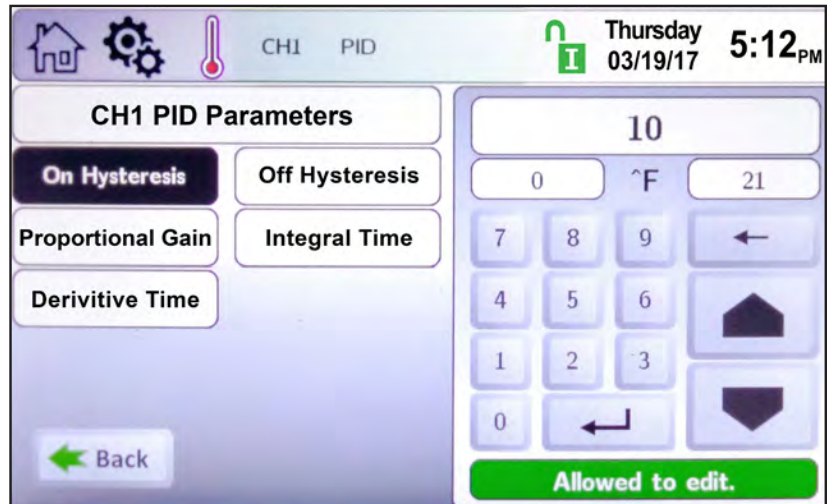 CH1 PID
I
Thursday
03/19/17
5:12PM
CH1 PID Parameters
On Hysteresis
Off Hysteresis
Proportional Gain
Integral Time
Derivitive Time
Back
10
0 ^F 21
7 8 9
4 5 6
1 2 3
0
Allowed to edit.